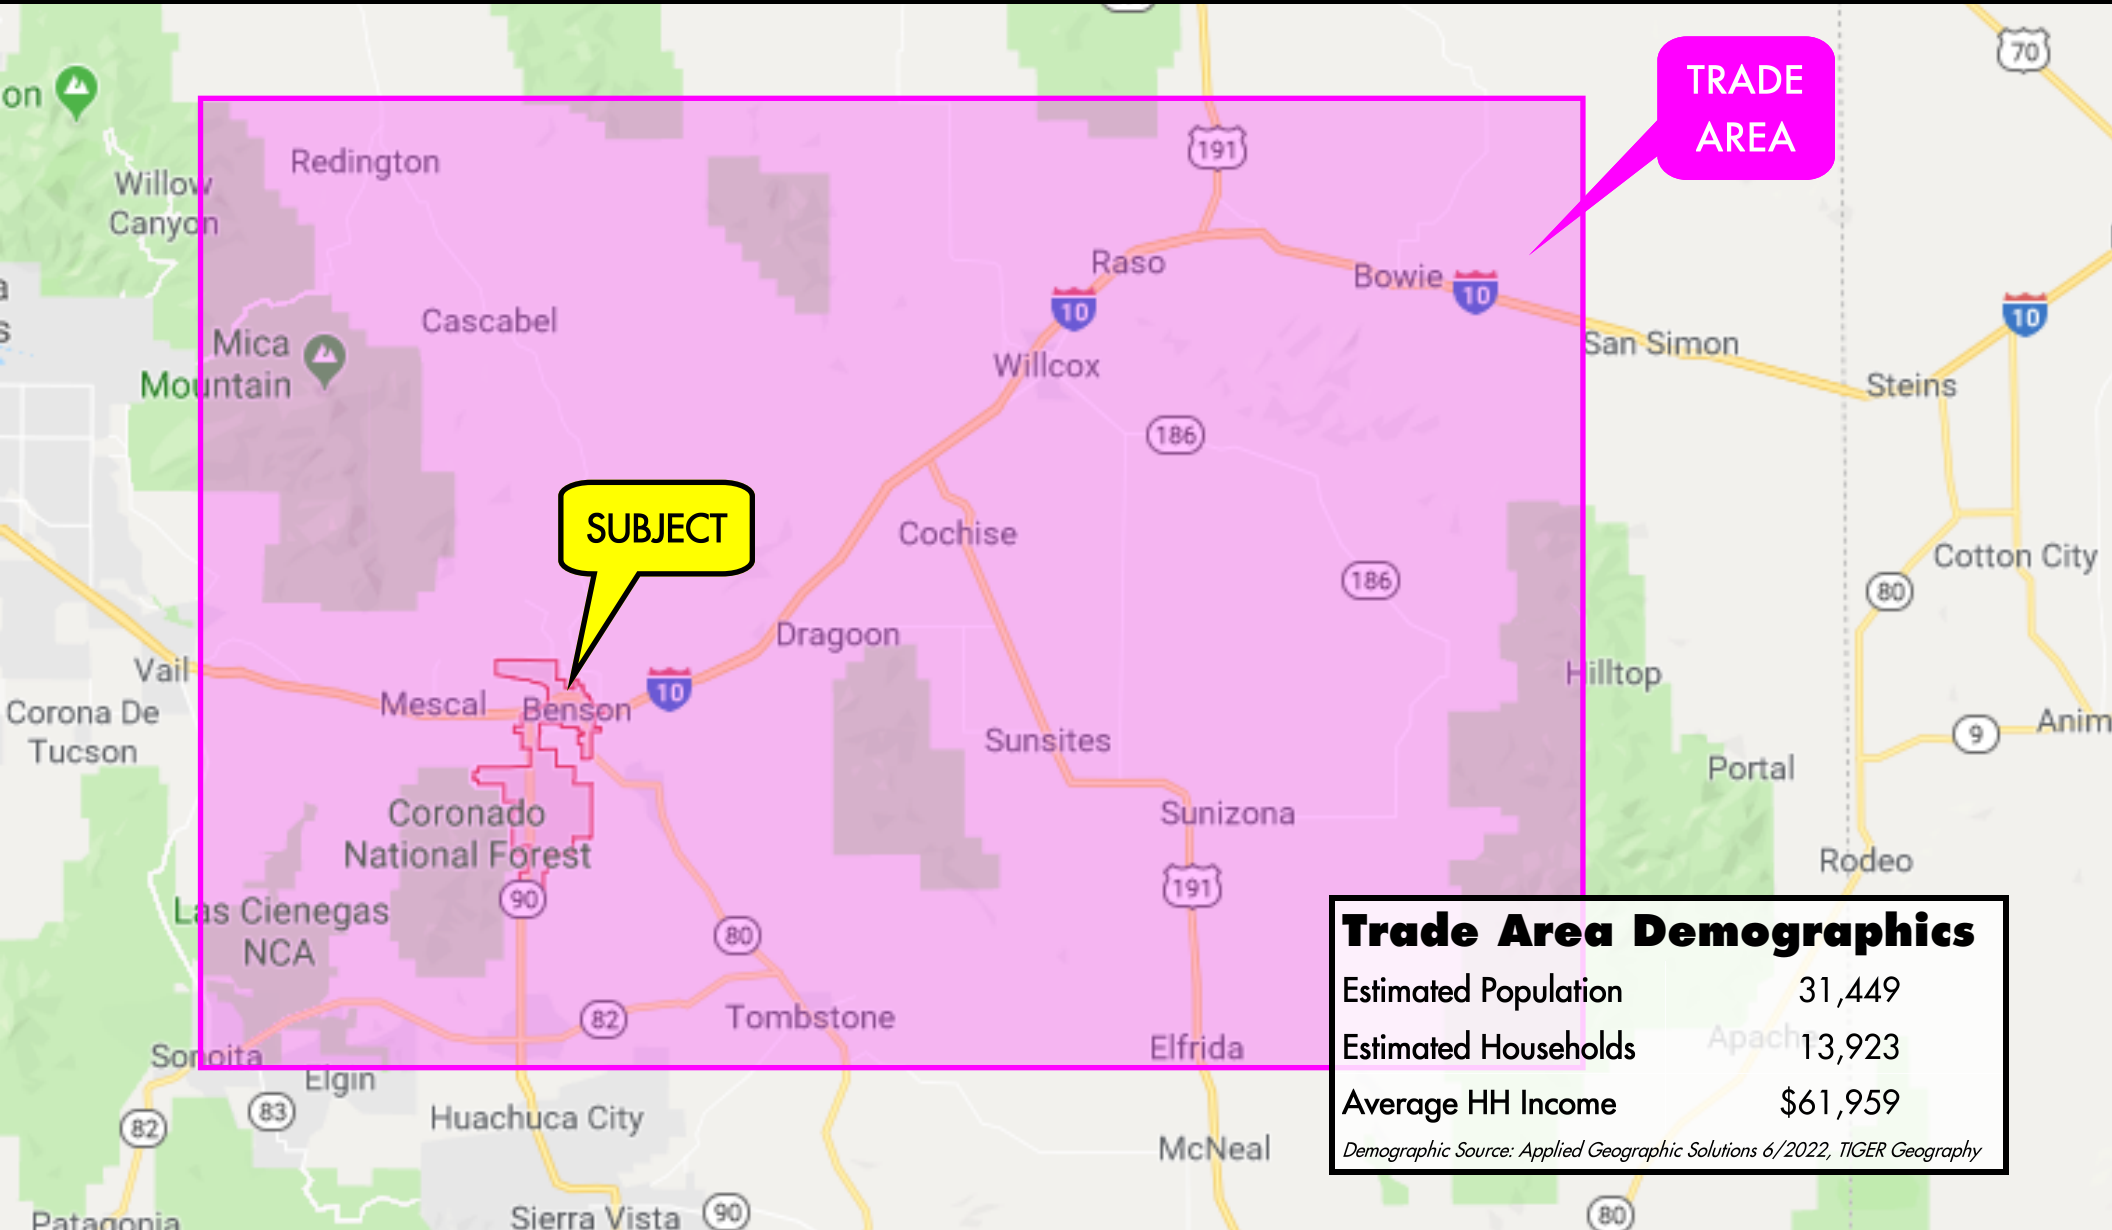 70
TRADE
AREA
on
191
Redington
Willow
Canyon
Raso
Bowie
10
10
10
Cascabel
Mica
Mountain
San Simon
Willcox
Steins
186
SUBJECT
Cochise
Cotton City
186
80
Dragoon
Vail
Hilltop
10
Mescal
Benson
Corona De
Tucson
Anim
9
Sunsites
Portal
Coronado
National Forest
Sunizona
Rodeo
191
90
Las Cienegas
NCA
80
82
Tombstone
Trade Area Demographics
Estimated Population 31,449
Apache
Estimated Households 13,923
Average HH Income $61,959
Demographic Source: Applied Geographic Solutions 6/2022, TIGER Geography
Elfrida
Sonoita
Elgin
83
82
Huachuca City
McNeal
Patagonia
Sierra Vista
90
80